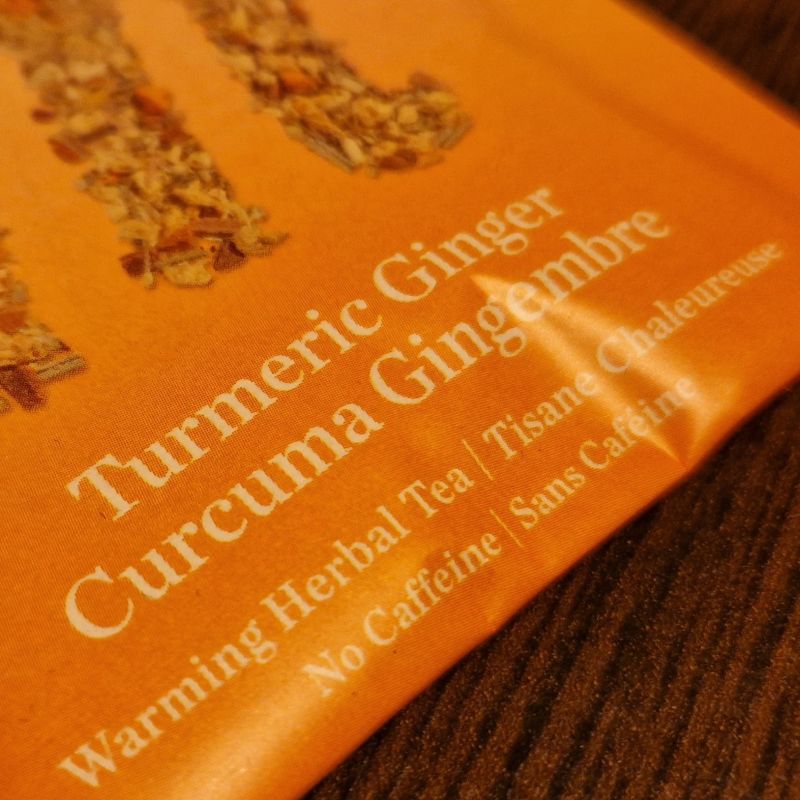 Turmeric Ginger
Curcuma Gingembre
Warming Herbal Tea | Tisane Chaleureuse
No Caffeine | Sans Caféine